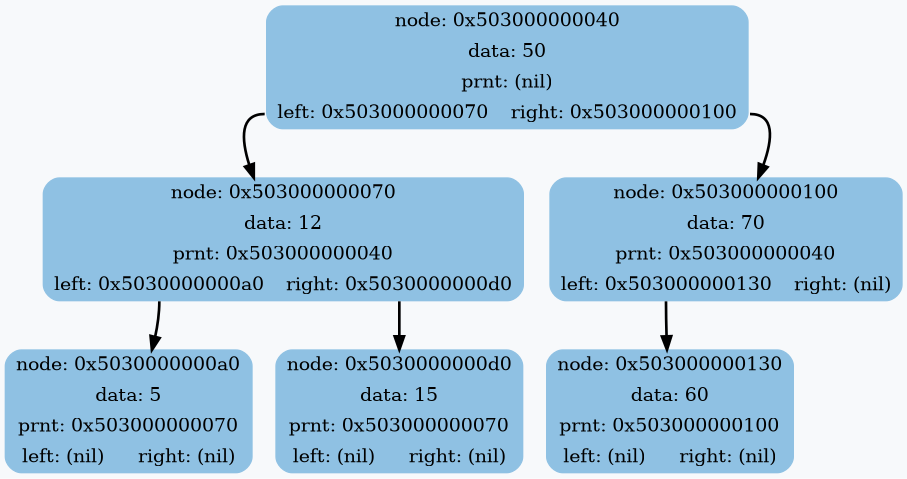 node: 0x503000000040
data: 50
prnt: (nil)
left: 0x503000000070 right: 0x503000000100
node: 0x503000000070
data: 12
prnt: 0x503000000040
left: 0x5030000000a0 right: 0x5030000000d0
node: 0x503000000100
data: 70
prnt: 0x503000000040
left: 0x503000000130 right: (nil)
node: 0x5030000000a0
data: 5
prnt: 0x503000000070
left: (nil) right: (nil)
node: 0x5030000000d0
data: 15
prnt: 0x503000000070
left: (nil) right: (nil)
node: 0x503000000130
data: 60
prnt: 0x503000000100
left: (nil) right: (nil)